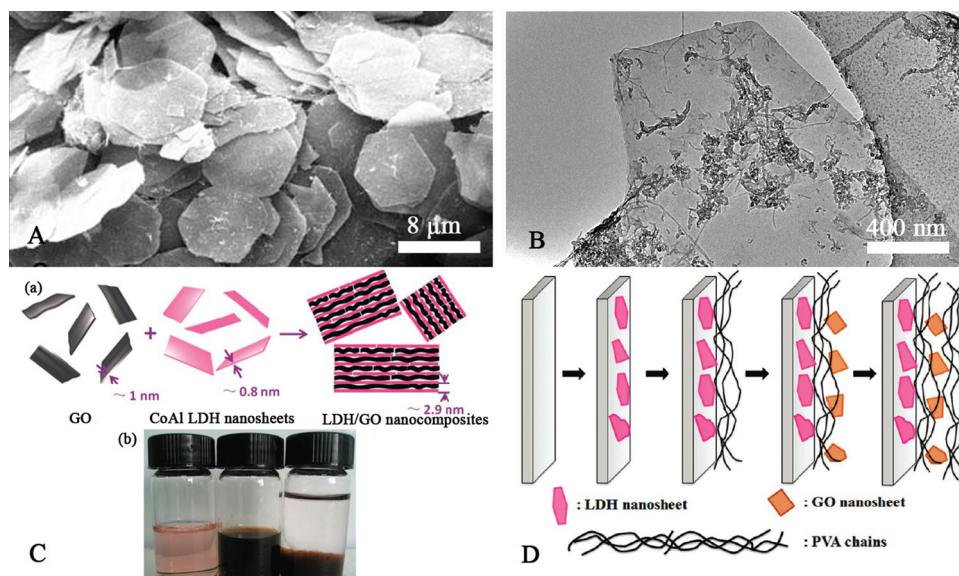 A
8 μm
B
400 nm
(a)
+
~ 1 nm
~ 0.8 nm
~ 2.9 nm
GO
CoAl LDH nanosheets
LDH/GO nanocomposites
(b)
C
: LDH nanosheet
: GO nanosheet
: PVA chains
D